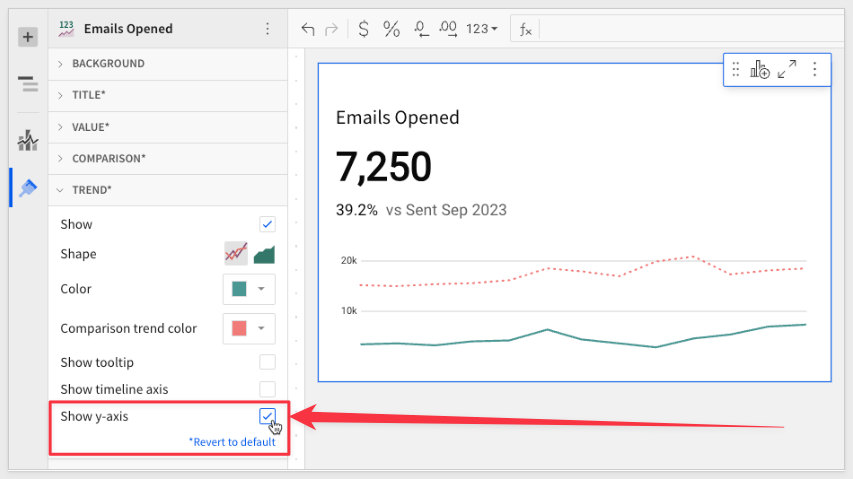 123
Emails Opened
$ % .0 .00 123
fx
BACKGROUND
TITLE*
VALUE*
COMPARISON*
TREND*
Show
Shape
Color
Comparison trend color
Show tooltip
Show timeline axis
Show y-axis
*Revert to default
Emails Opened
7,250
39.2% vs Sent Sep 2023
20k
10k